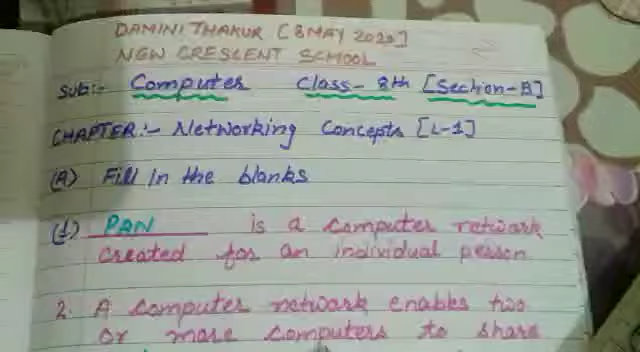 DAMINI THAKUR [8 MAY 2020]
NEW CRESCENT SCHOOL
Sub:- Computer Class- 8th [Section-B]
CHAPTER:- Networking Concepts [L-1]
(A) Fill in the blanks
(1) PAN is a computer network
created for an individual person
2. A computer network enables two
or more computers to share